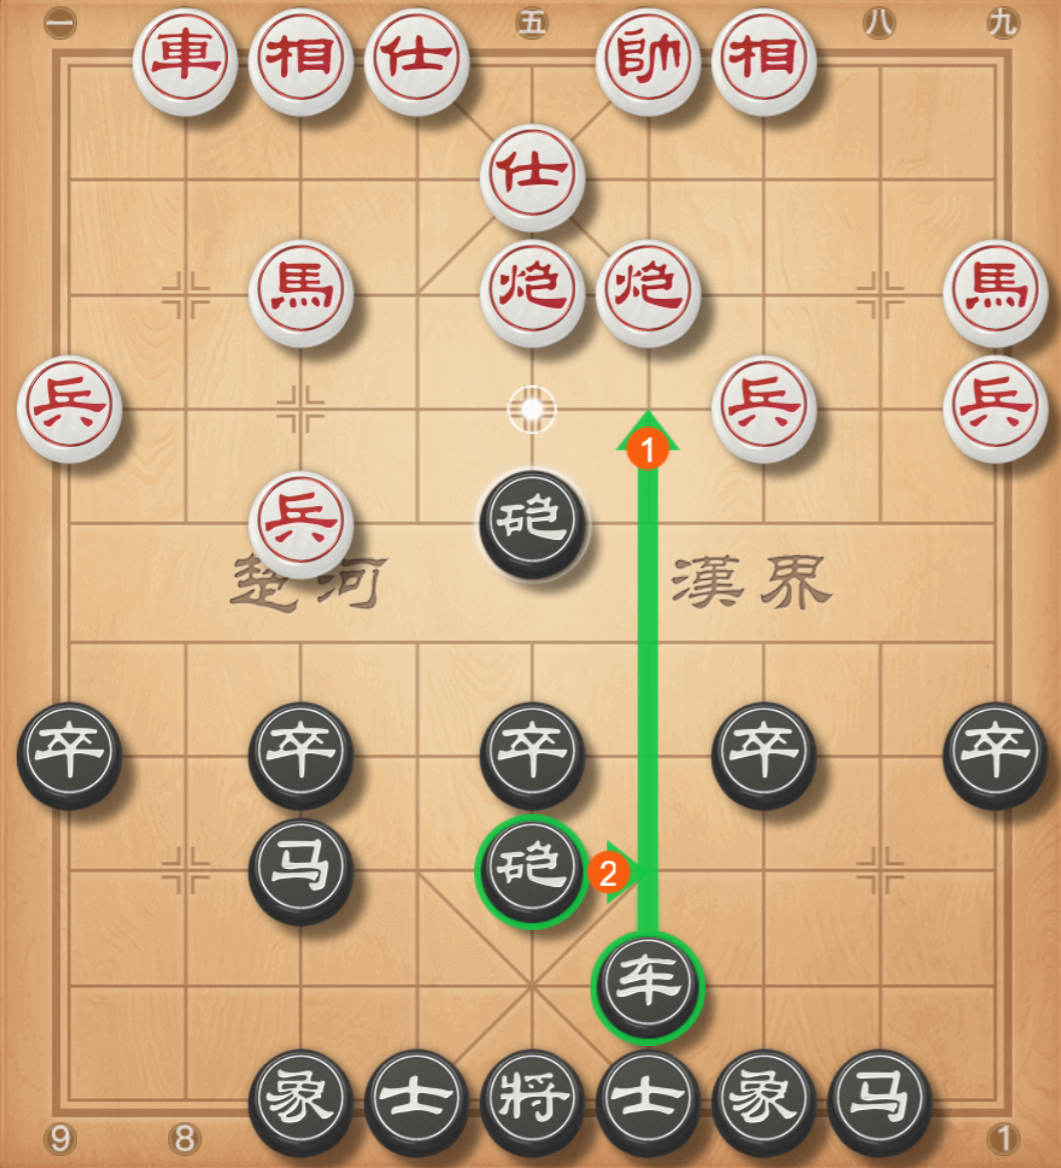 一 五 八 九
車 相 仕 帥 相
仕
馬 炮 炮 馬
兵 兵 兵
1
兵 砲
楚河 漢界
卒 卒 卒 卒 卒
马 砲 2
车
象 士 将 士 象 马
9 8 1